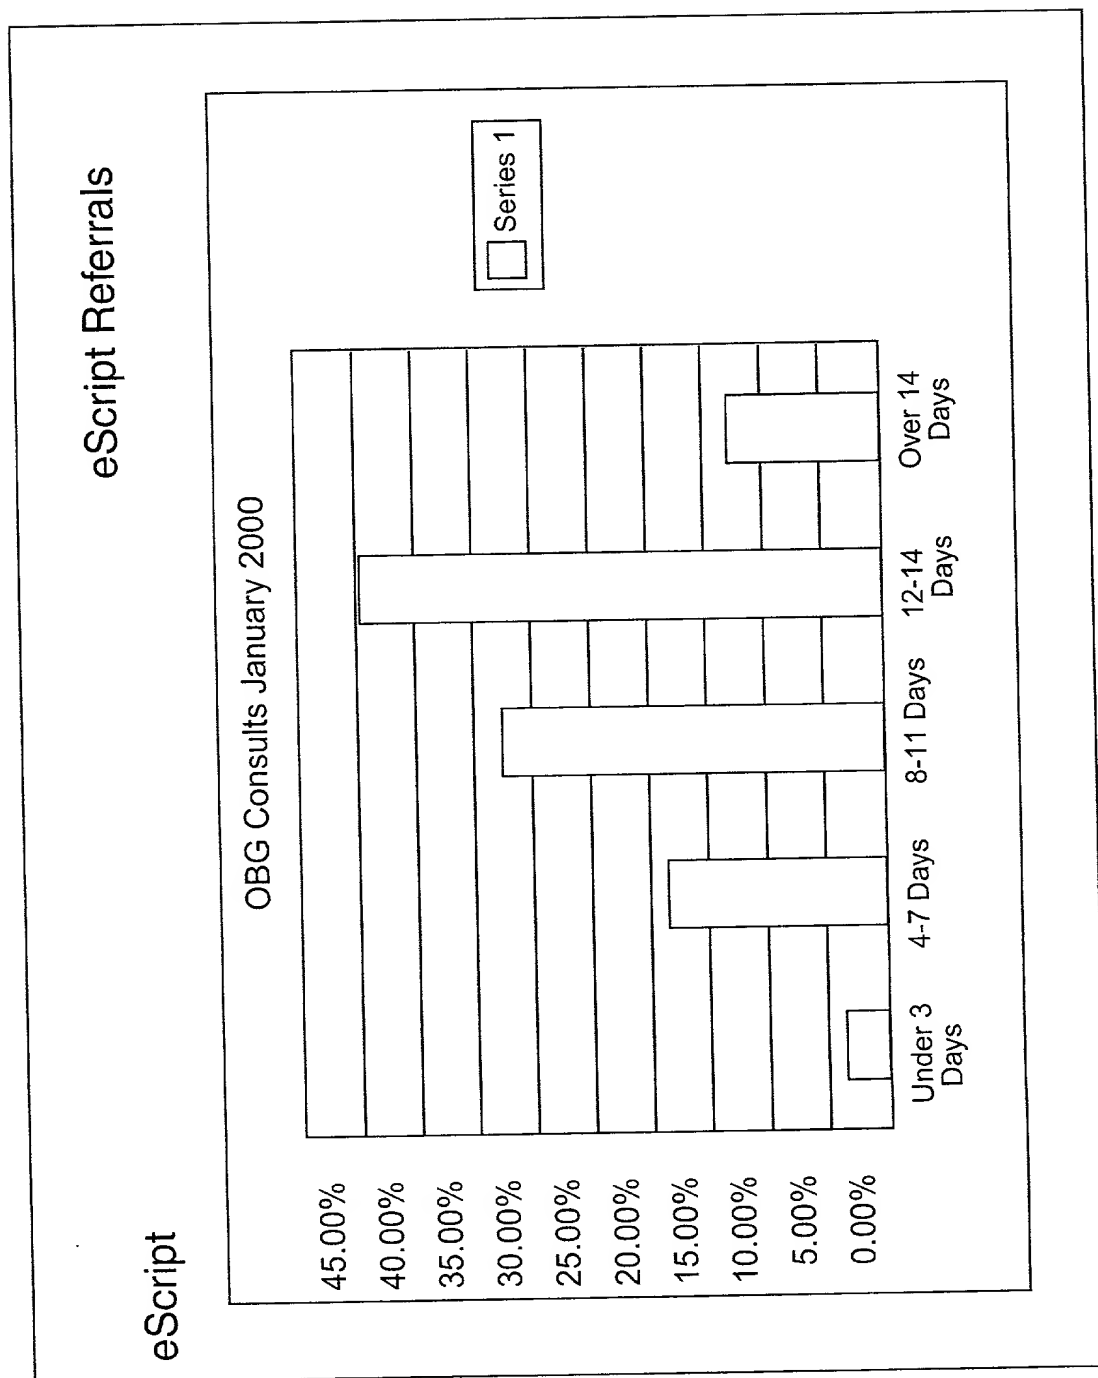 eScript
eScript Referrals
OBG Consults January 2000
45.00%
40.00%
35.00%
30.00%
25.00%
20.00%
15.00%
10.00%
5.00%
0.00%
Under 3
Days
4-7 Days
8-11 Days
12-14
Days
Over 14
Days
Series 1